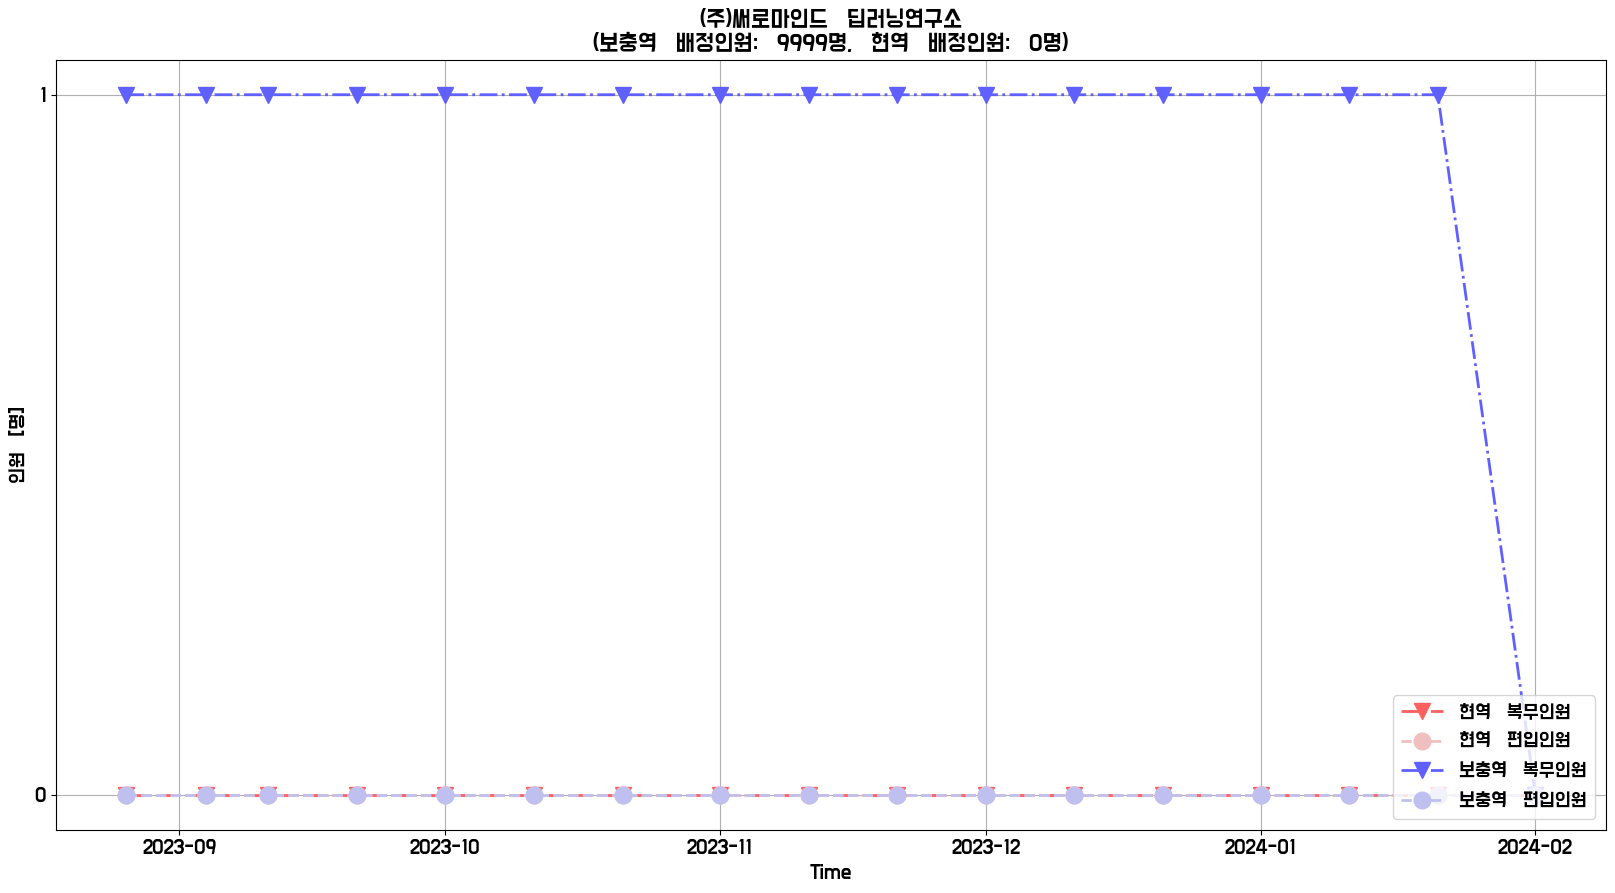 (주)써로마인드 딥러닝연구소
(보충역 배정인원: 9999명, 현역 배정인원: 0명)
인원 [명]
1
0
2023-09
2023-10
2023-11
2023-12
2024-01
2024-02
Time
현역 복무인원
현역 편입인원
보충역 복무인원
보충역 편입인원